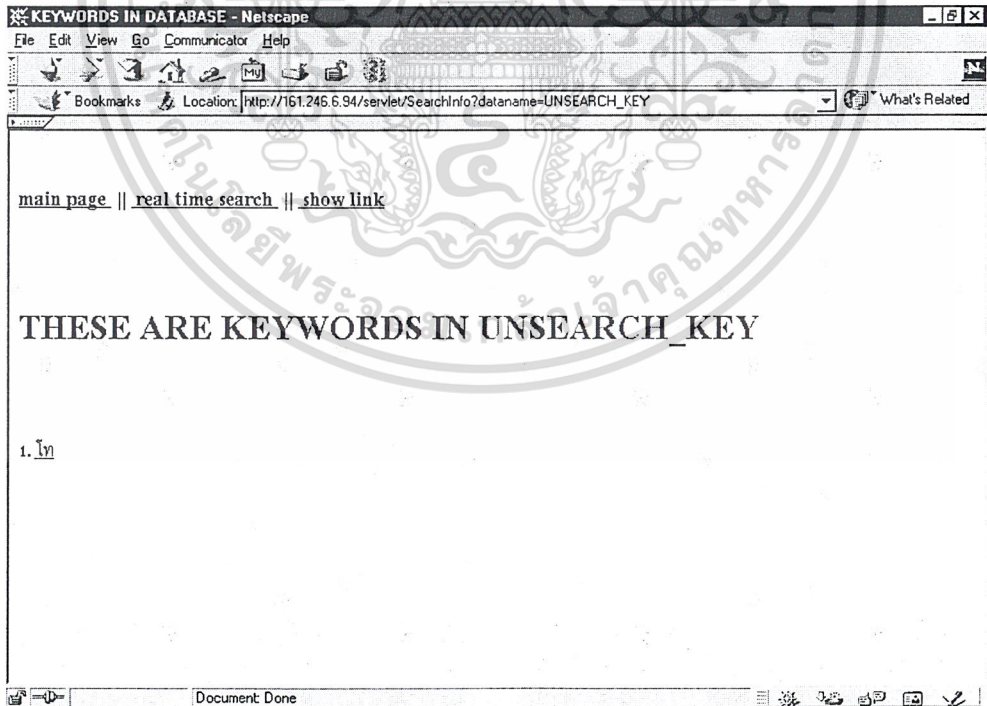 KEYWORDS IN DATABASE - Netscape
File Edit View Go Communicator Help
My
N
Bookmarks Location: http://161.246.6.94/servlet/SearchInfo?dataname=UNSEARCH_KEY What's Related
main page || real time search || show link
THESE ARE KEYWORDS IN UNSEARCH_KEY
1. โท
Document: Done